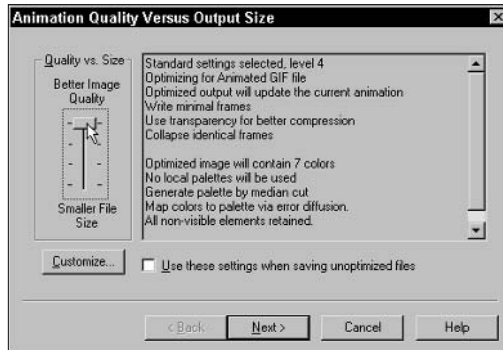 Animation Quality Versus Output Size
Quality vs. Size
Better Image
Quality
Smaller File
Size
Customize...
Standard settings selected, level 4
Optimizing for Animated GIF file
Optimized output will update the current animation
Write minimal frames
Use transparency for better compression
Collapse identical frames
Optimized image will contain 7 colors
No local palettes will be used
Generate palette by median cut
Map colors to palette via error diffusion.
All non-visible elements retained.
Use these settings when saving unoptimized files
< Back
Next >
Cancel
Help